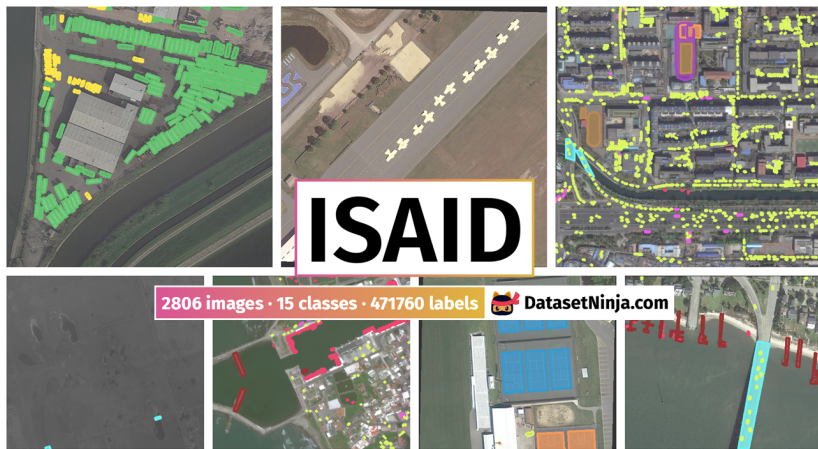 ISAID
2806 images · 15 classes · 471760 labels
DatasetNinja.com